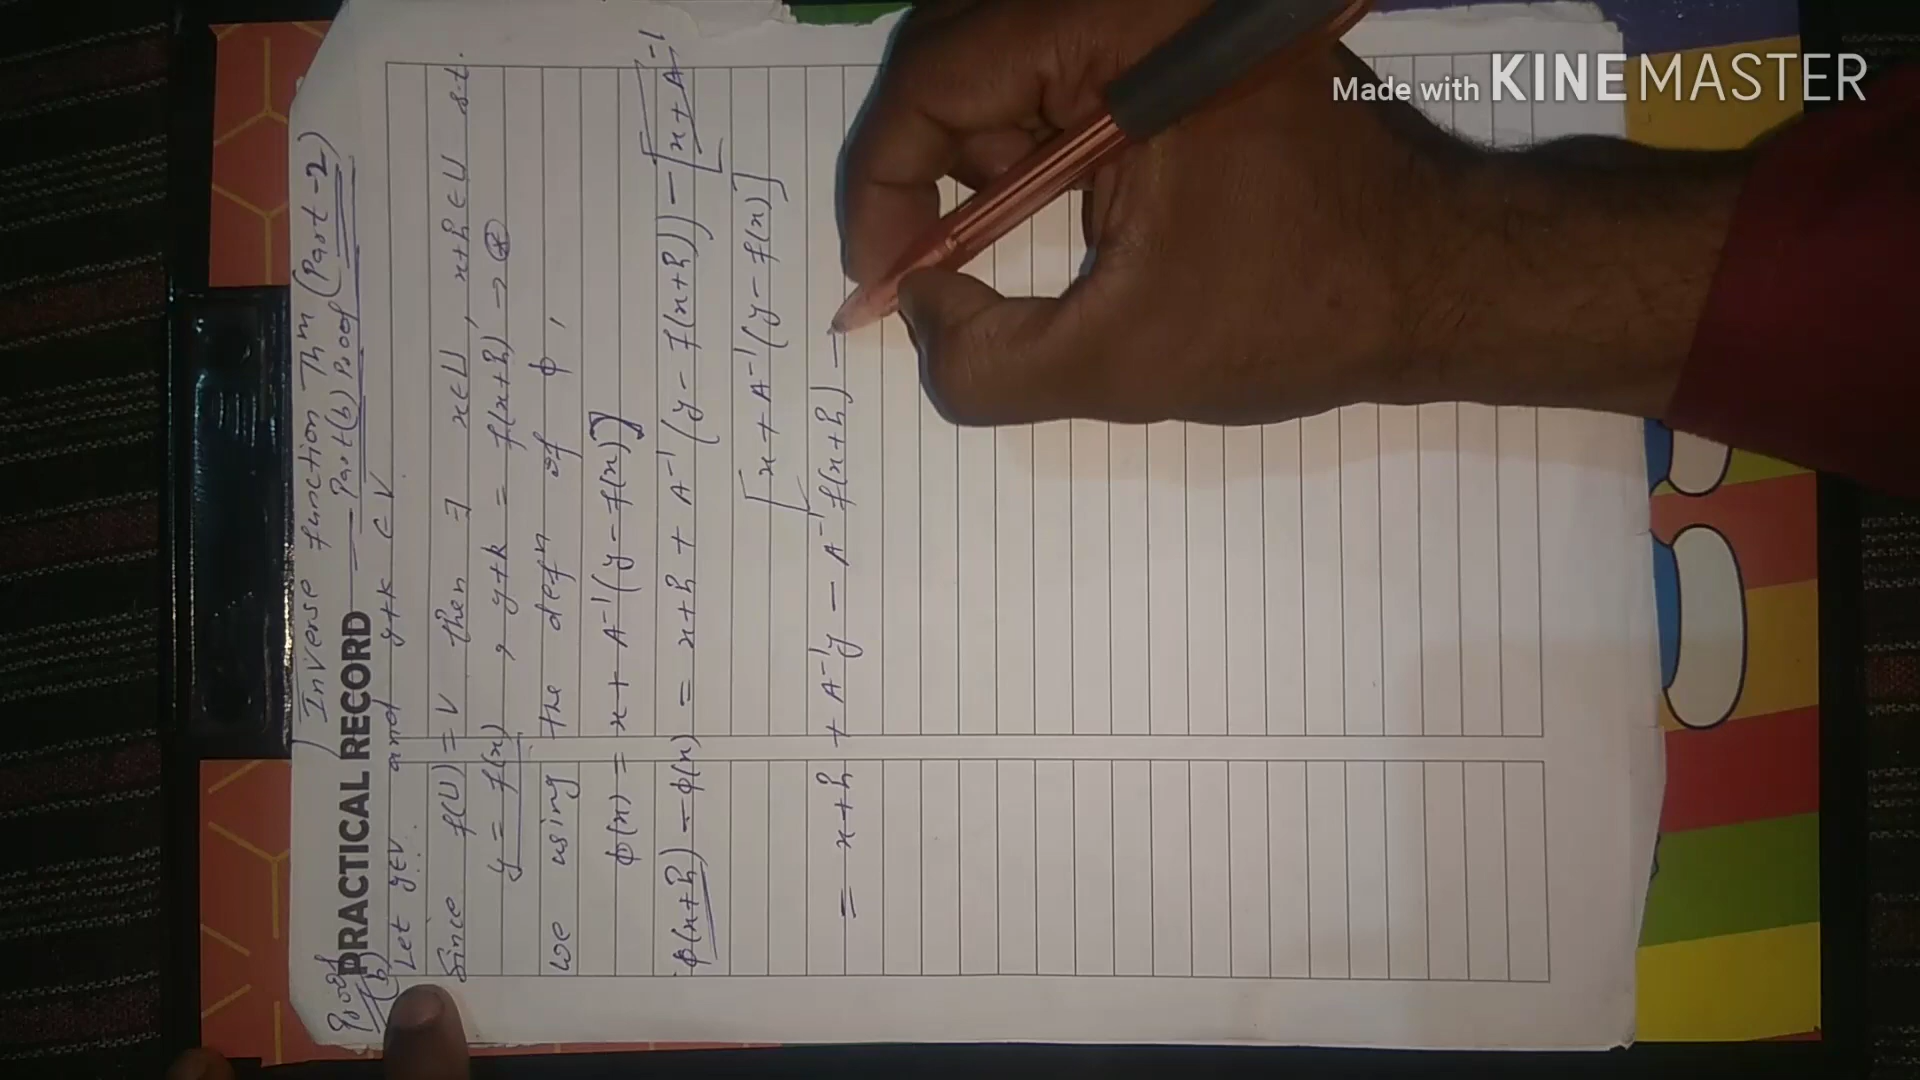 Inverse function Thm (Part-2)
Proof — Part (b) Proof
(b) PRACTICAL RECORD
Let y∈V and y+k ∈ V
Since f(U) = V then ∃ x∈U, x+h∈U s.t.
y = f(x), y+k = f(x+h) → ⊛
we using the defn of ϕ,
ϕ(x) = x + A⁻¹(y - f(x))
ϕ(x+h) - ϕ(x) = x+h + A⁻¹(y - f(x+h)) - [x + A⁻¹
[x + A⁻¹(y - f(x)]
= x+h + A⁻¹y - A⁻¹ f(x+h) -
Made with KINEMASTER